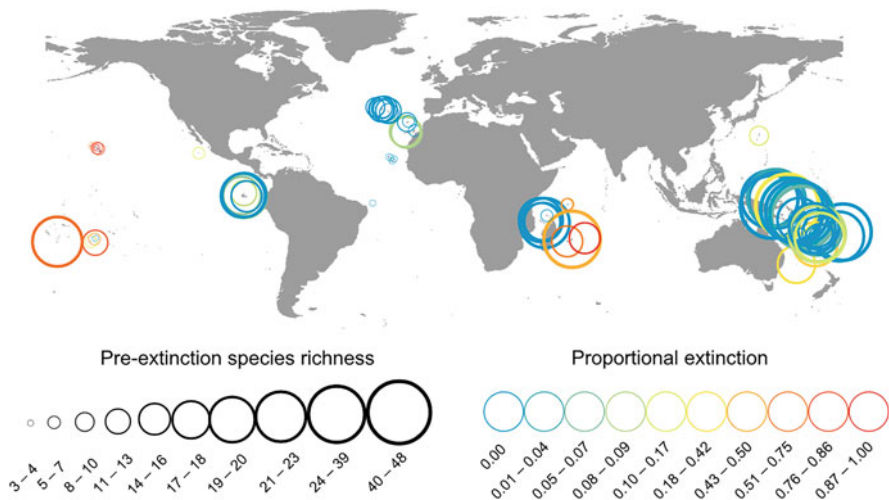 Pre-extinction species richness
3 – 4
5 – 7
8 – 10
11 – 13
14 – 16
17 – 18
19 – 20
21 – 23
24 – 39
40 – 48
Proportional extinction
0.00
0.01 – 0.04
0.05 – 0.07
0.08 – 0.09
0.10 – 0.17
0.18 – 0.42
0.43 – 0.50
0.51 – 0.75
0.76 – 0.86
0.87 – 1.00